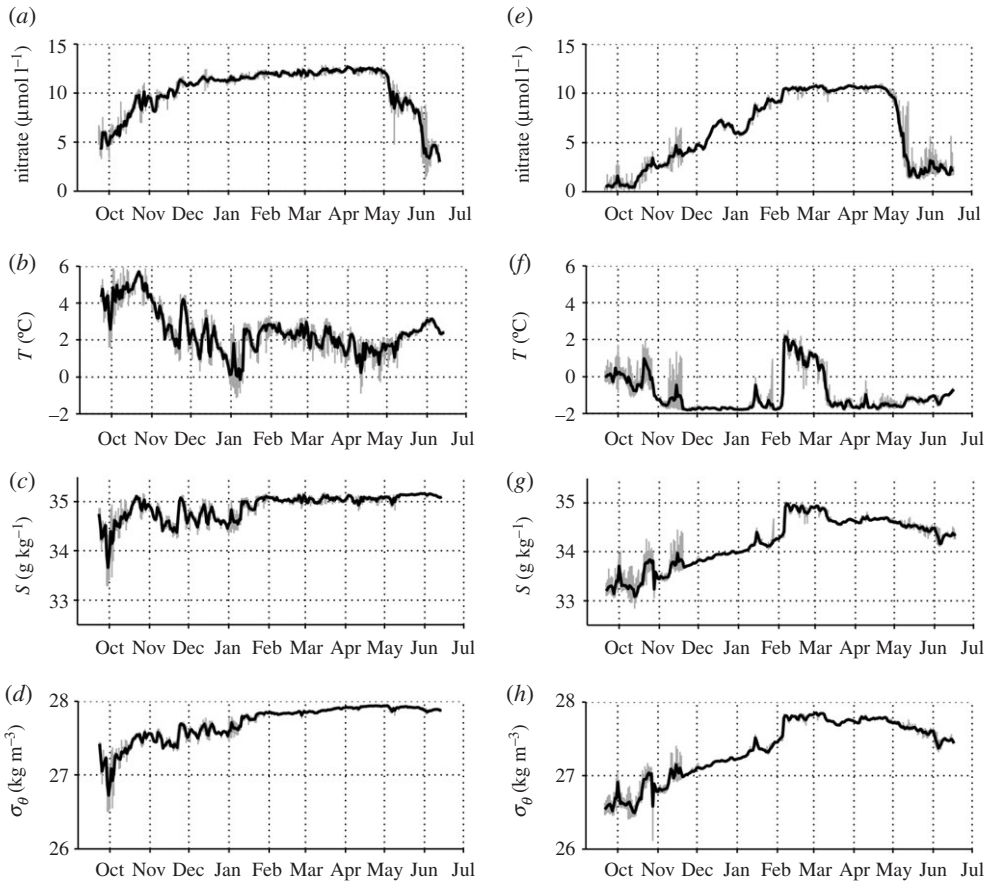 (a)
15
10
5
0
nitrate (µmol l⁻¹)
Oct Nov Dec Jan Feb Mar Apr May Jun Jul
(b)
6
4
2
0
–2
T (ºC)
Oct Nov Dec Jan Feb Mar Apr May Jun Jul
(c)
35
34
33
S (g kg⁻¹)
Oct Nov Dec Jan Feb Mar Apr May Jun Jul
(d)
28
27
26
σθ (kg m⁻³)
Oct Nov Dec Jan Feb Mar Apr May Jun Jul
(e)
15
10
5
0
nitrate (µmol l⁻¹)
Oct Nov Dec Jan Feb Mar Apr May Jun Jul
(f)
6
4
2
0
–2
T (ºC)
Oct Nov Dec Jan Feb Mar Apr May Jun Jul
(g)
35
34
33
S (g kg⁻¹)
Oct Nov Dec Jan Feb Mar Apr May Jun Jul
(h)
28
27
26
σθ (kg m⁻³)
Oct Nov Dec Jan Feb Mar Apr May Jun Jul